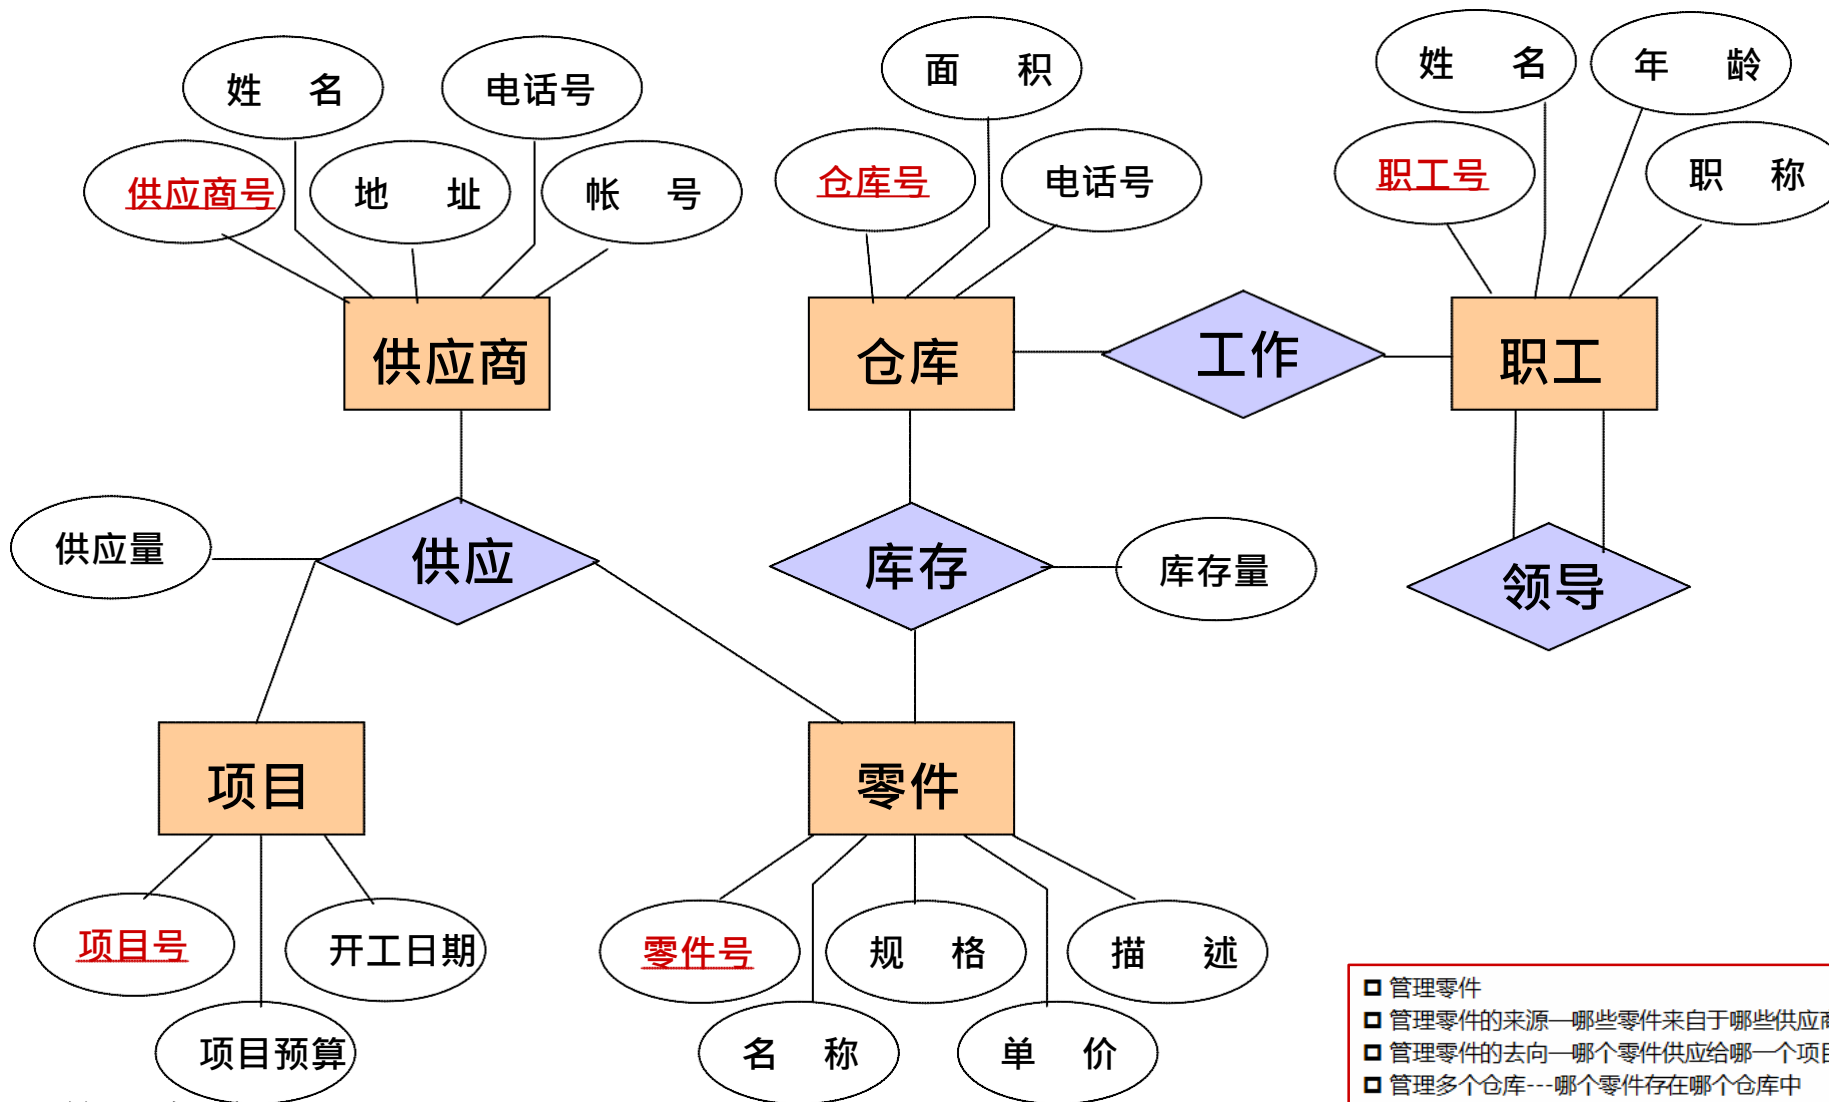 姓 名
电话号
面 积
姓 名
年 龄
供应商号
地 址
帐 号
仓库号
电话号
职工号
职 称
供应商
仓库
工作
职工
供应量
供应
库存
库存量
领导
项目
零件
项目号
开工日期
零件号
规 格
描 述
项目预算
名 称
单 价
管理零件
管理零件的来源—哪些零件来自于哪些供应商
管理零件的去向—哪个零件供应给哪一个项目
管理多个仓库---哪个零件存在哪个仓库中